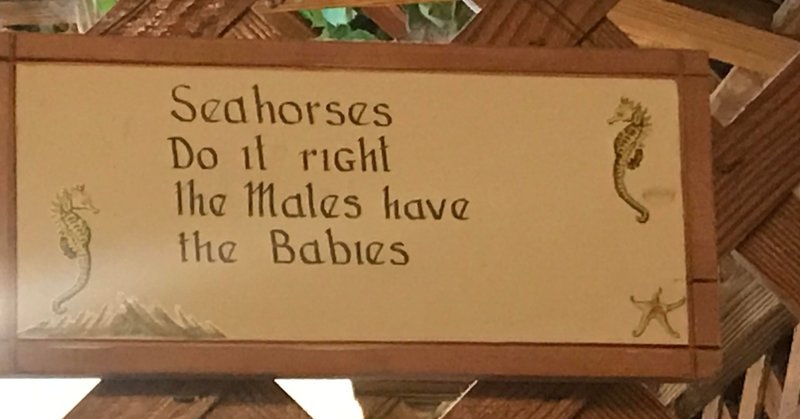 Seahorses
Do it right
the Males have
the Babies